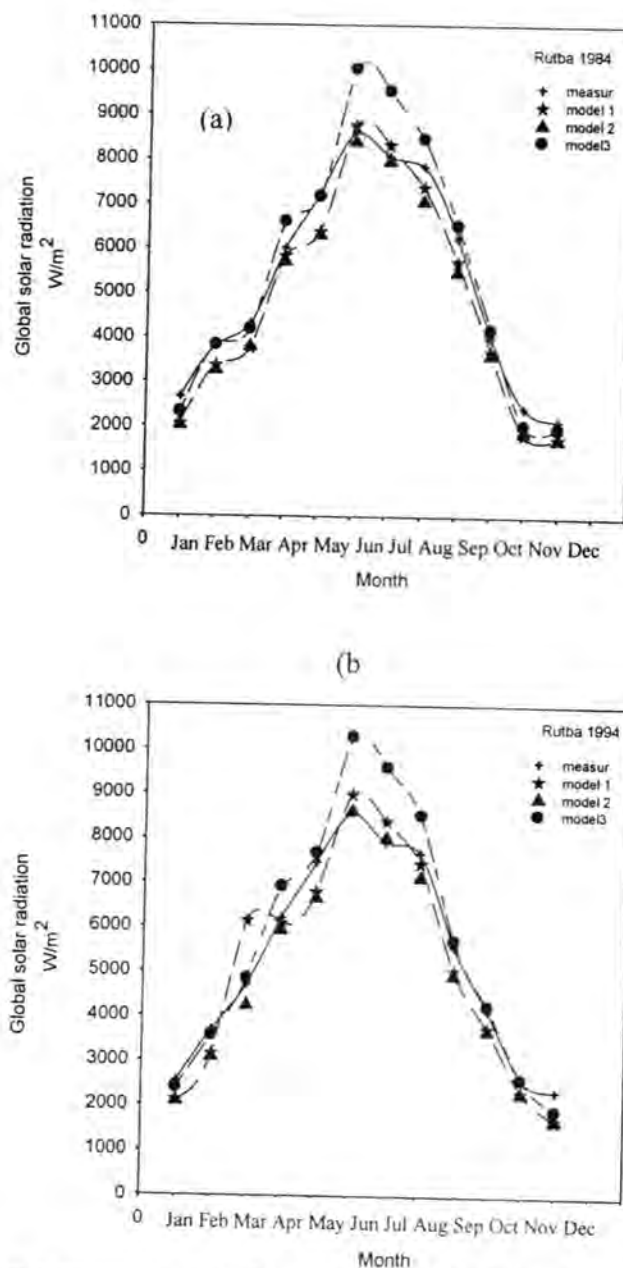 11000
10000
9000
8000
7000
6000
5000
4000
3000
2000
1000
0
Global solar radiation
W/m2
(a)
Rutba 1984
measur
model 1
model 2
model3
0
Jan Feb Mar Apr May Jun Jul Aug Sep Oct Nov Dec
Month
(b
11000
10000
9000
8000
7000
6000
5000
4000
3000
2000
1000
0
Global solar radiation
W/m2
Rutba 1994
measur
model 1
model 2
model3
0
Jan Feb Mar Apr May Jun Jul Aug Sep Oct Nov Dec
Month